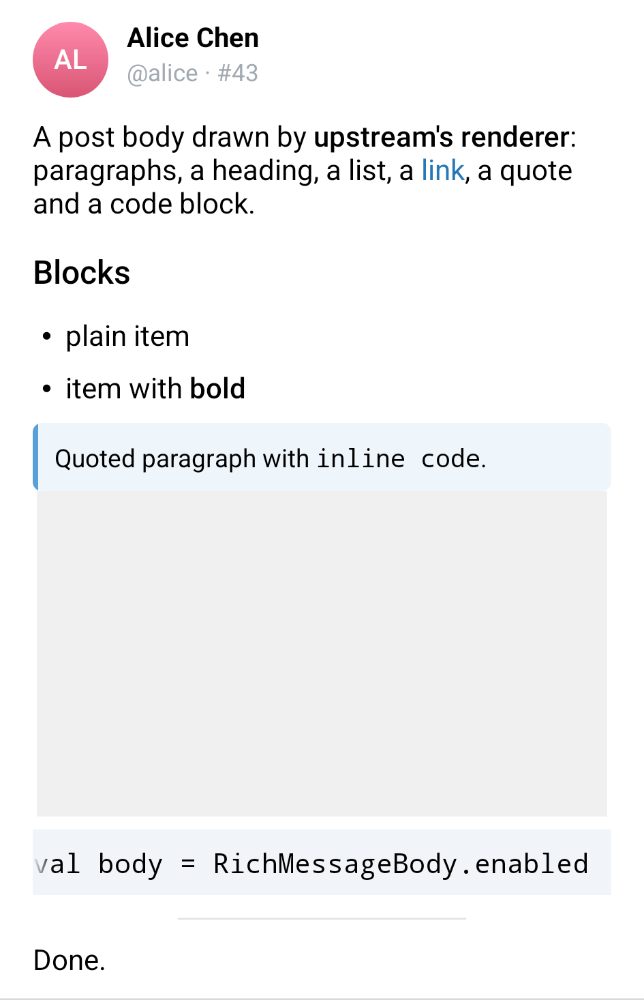 AL
Alice Chen
@alice · #43
A post body drawn by upstream's renderer:
paragraphs, a heading, a list, a link, a quote
and a code block.
Blocks
• plain item
• item with bold
Quoted paragraph with inline code.
val body = RichMessageBody.enabled
Done.